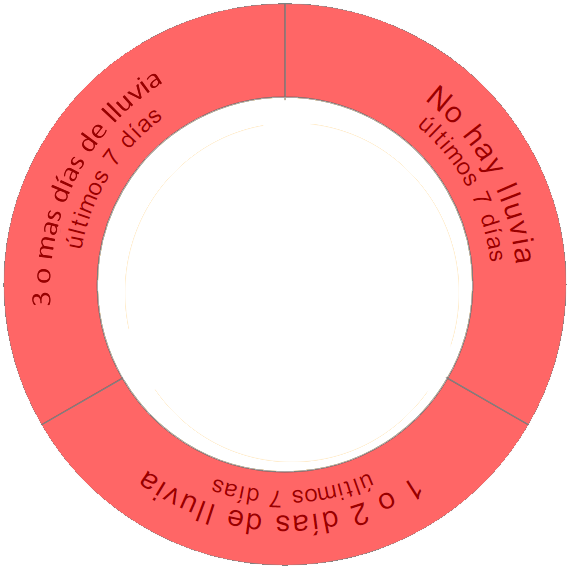 No hay lluvia
últimos 7 días
1 o 2 días de lluvia
últimos 7 días
3 o mas días de lluvia
últimos 7 días